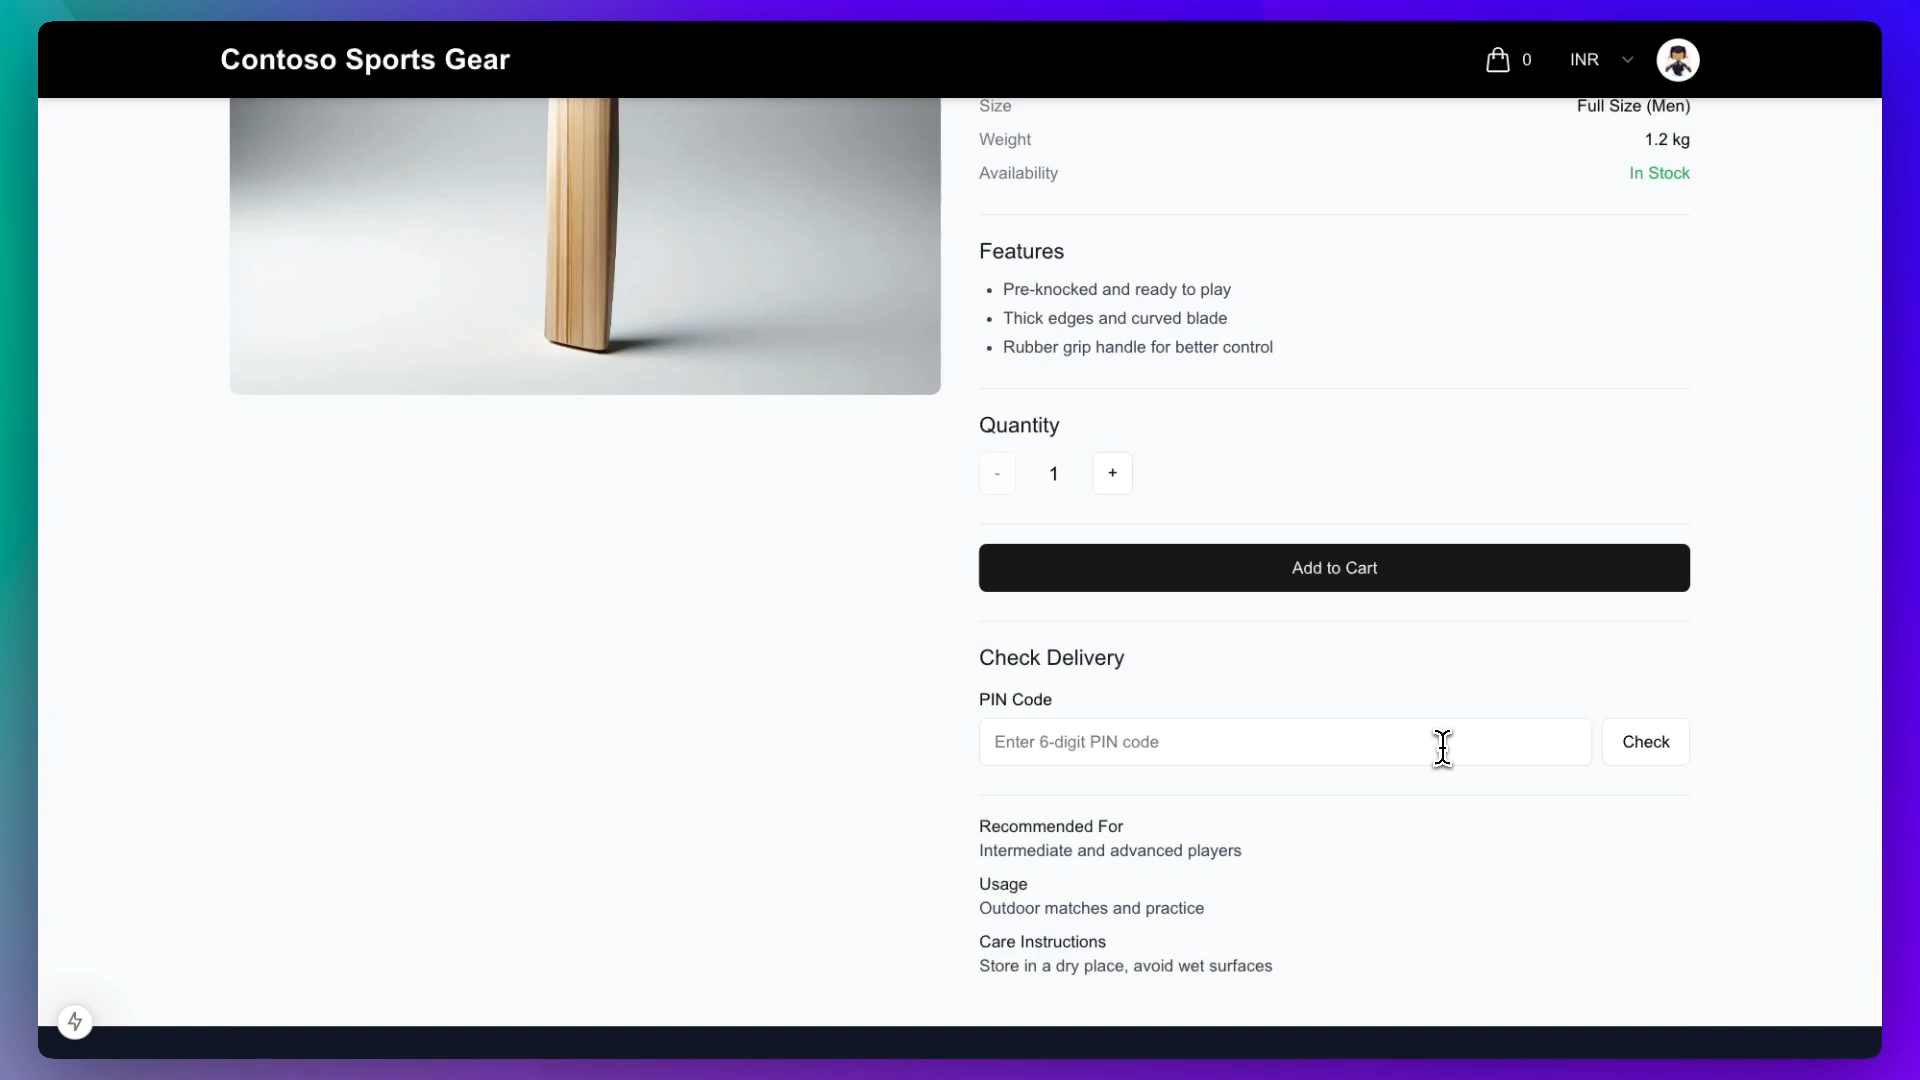 Contoso Sports Gear
0
INR
Size
Full Size (Men)
Weight
1.2 kg
Availability
In Stock
Features
Pre-knocked and ready to play
Thick edges and curved blade
Rubber grip handle for better control
Quantity
-
1
+
Add to Cart
Check Delivery
PIN Code
Enter 6-digit PIN code
Check
Recommended For
Intermediate and advanced players
Usage
Outdoor matches and practice
Care Instructions
Store in a dry place, avoid wet surfaces